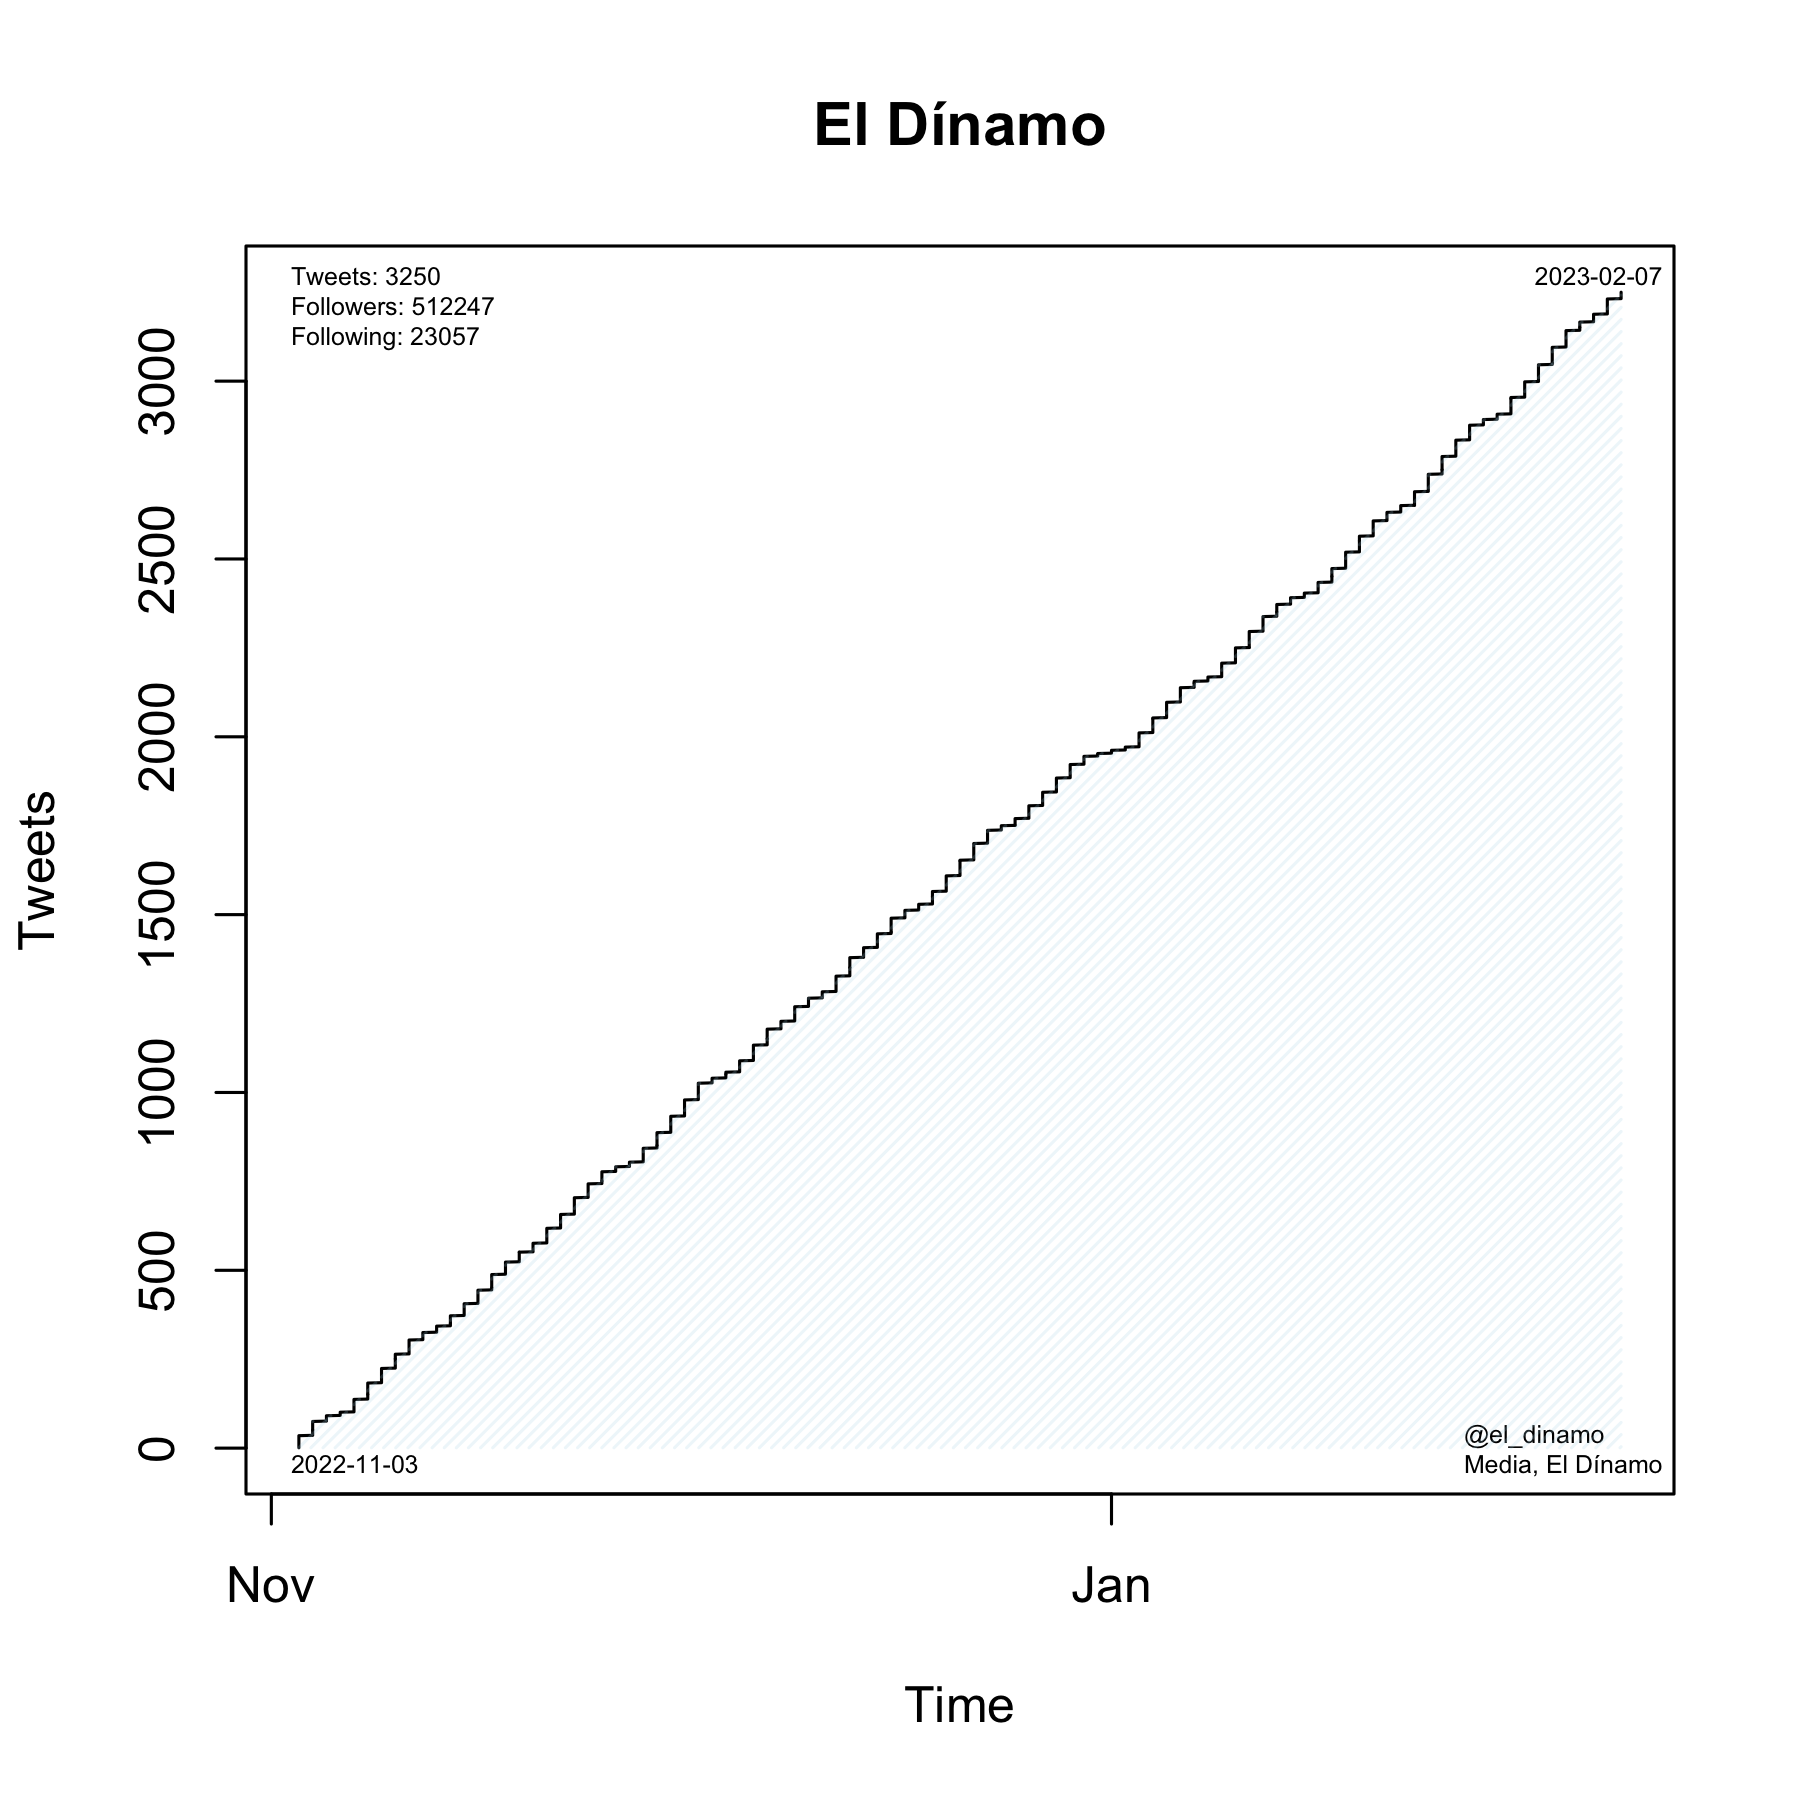 El Dínamo
Tweets: 3250
Followers: 512247
Following: 23057
2023-02-07
3000
2500
2000
1500
1000
500
0
Tweets
2022-11-03
@el_dinamo
Media, El Dínamo
Nov
Jan
Time